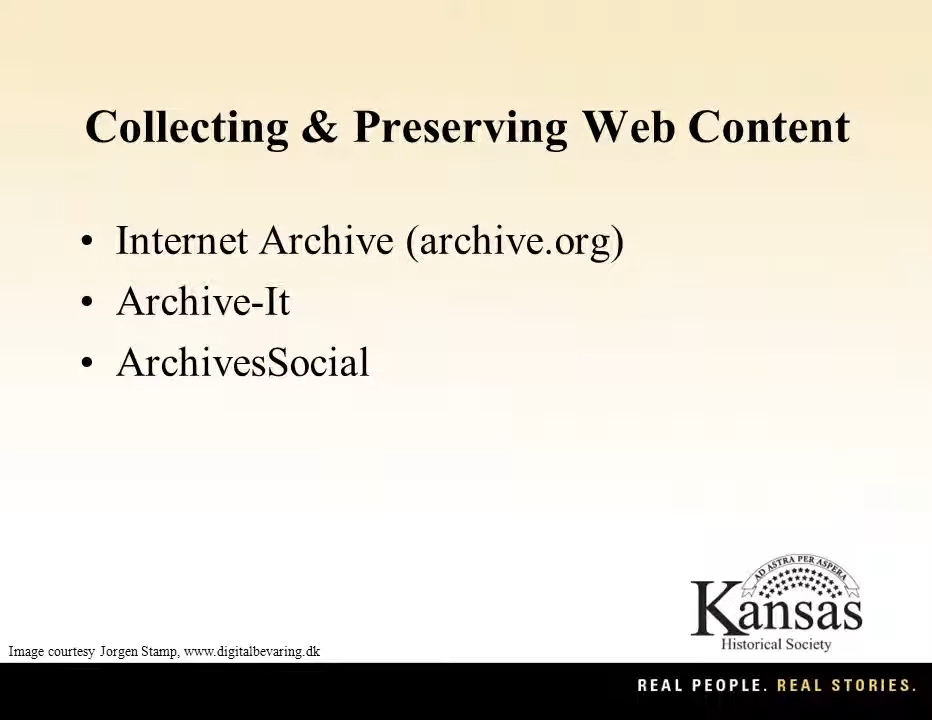 Collecting & Preserving Web Content
• Internet Archive (archive.org)
• Archive-It
• ArchivesSocial
AD ASTRA PER ASPERA
Kansas
Historical Society
Image courtesy Jorgen Stamp, www.digitalbevaring.dk
REAL PEOPLE. REAL STORIES.